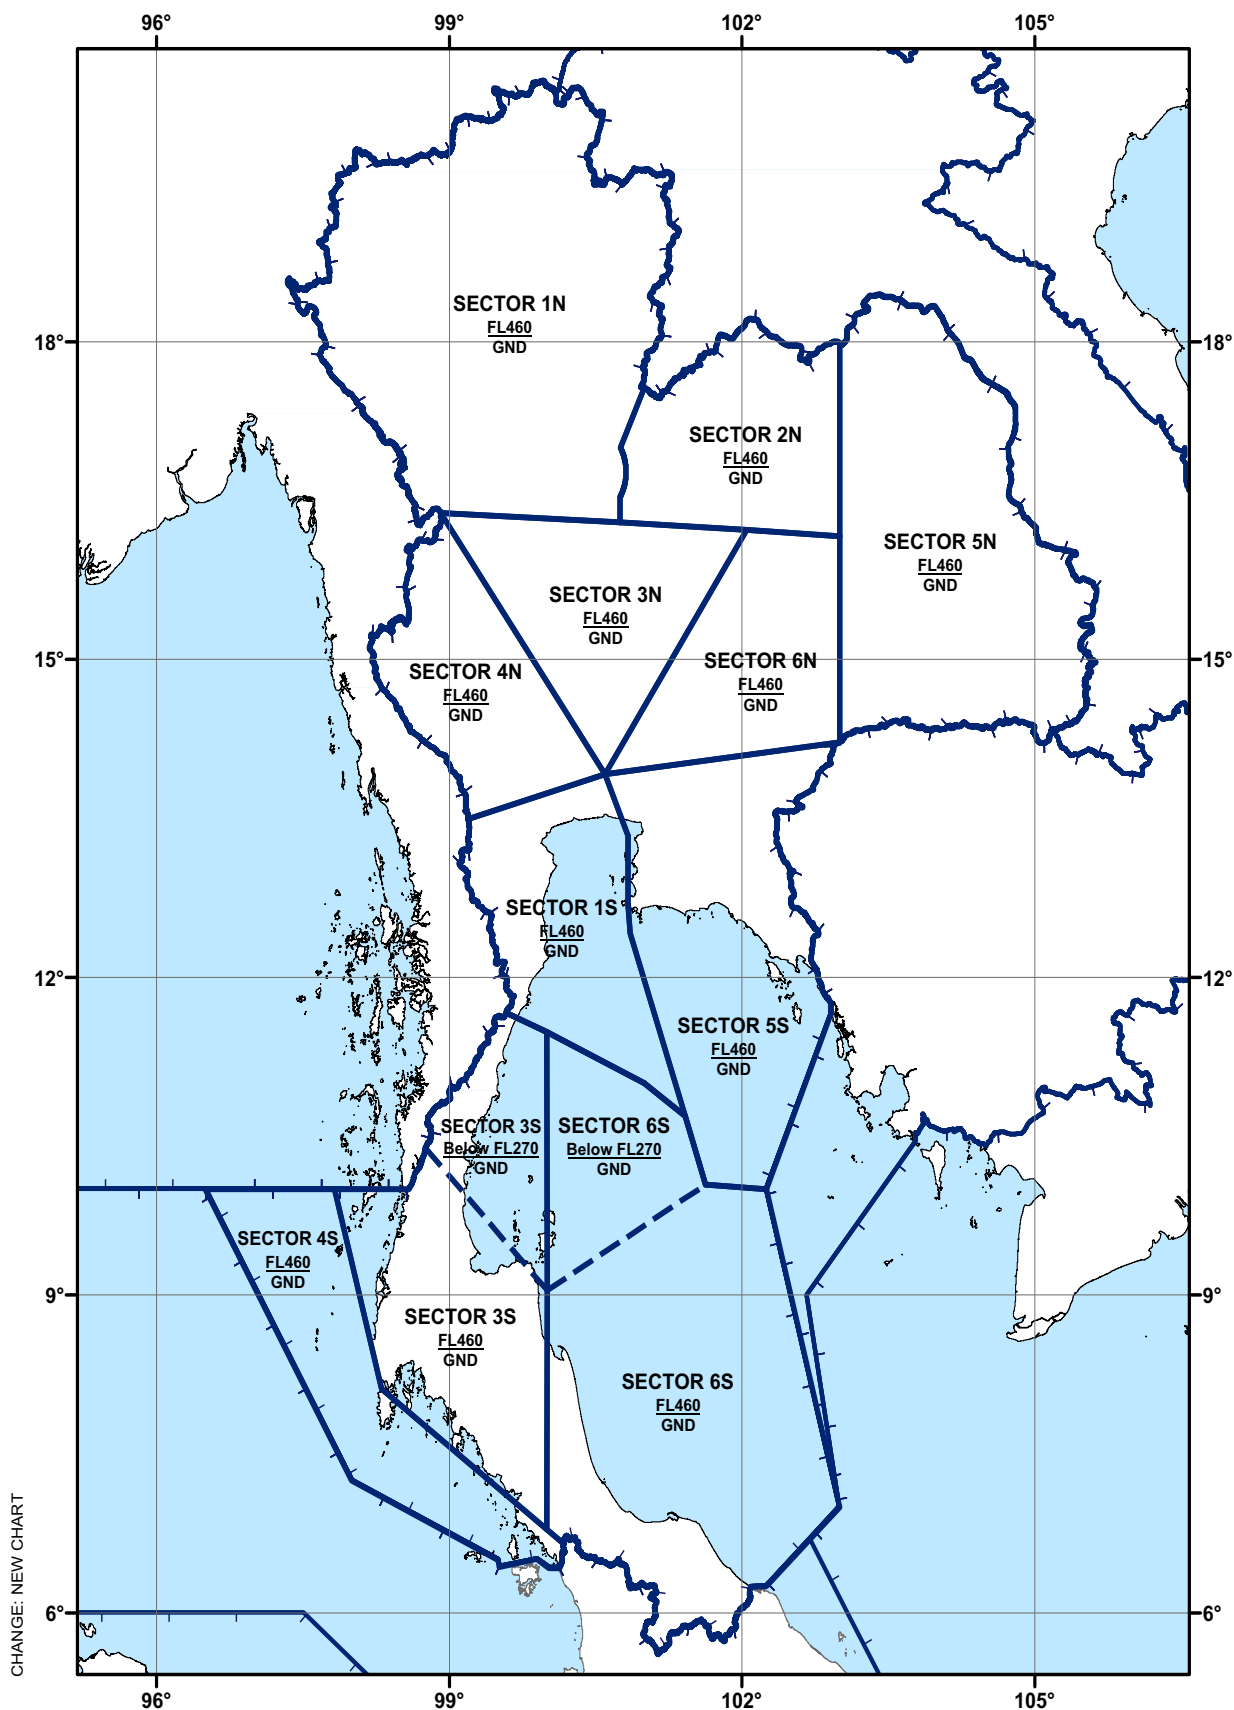 96°
99°
102°
105°
SECTOR 1N
FL460
GND
18°
18°
SECTOR 2N
FL460
GND
SECTOR 5N
FL460
GND
SECTOR 3N
FL460
GND
15°
15°
SECTOR 6N
FL460
GND
SECTOR 4N
FL460
GND
SECTOR 1S
FL460
GND
12°
12°
SECTOR 5S
FL460
GND
SECTOR 3S
Below FL270
GND
SECTOR 6S
Below FL270
GND
SECTOR 4S
FL460
GND
9°
9°
SECTOR 3S
FL460
GND
SECTOR 6S
FL460
GND
CHANGE: NEW CHART
6°
6°
96°
99°
102°
105°